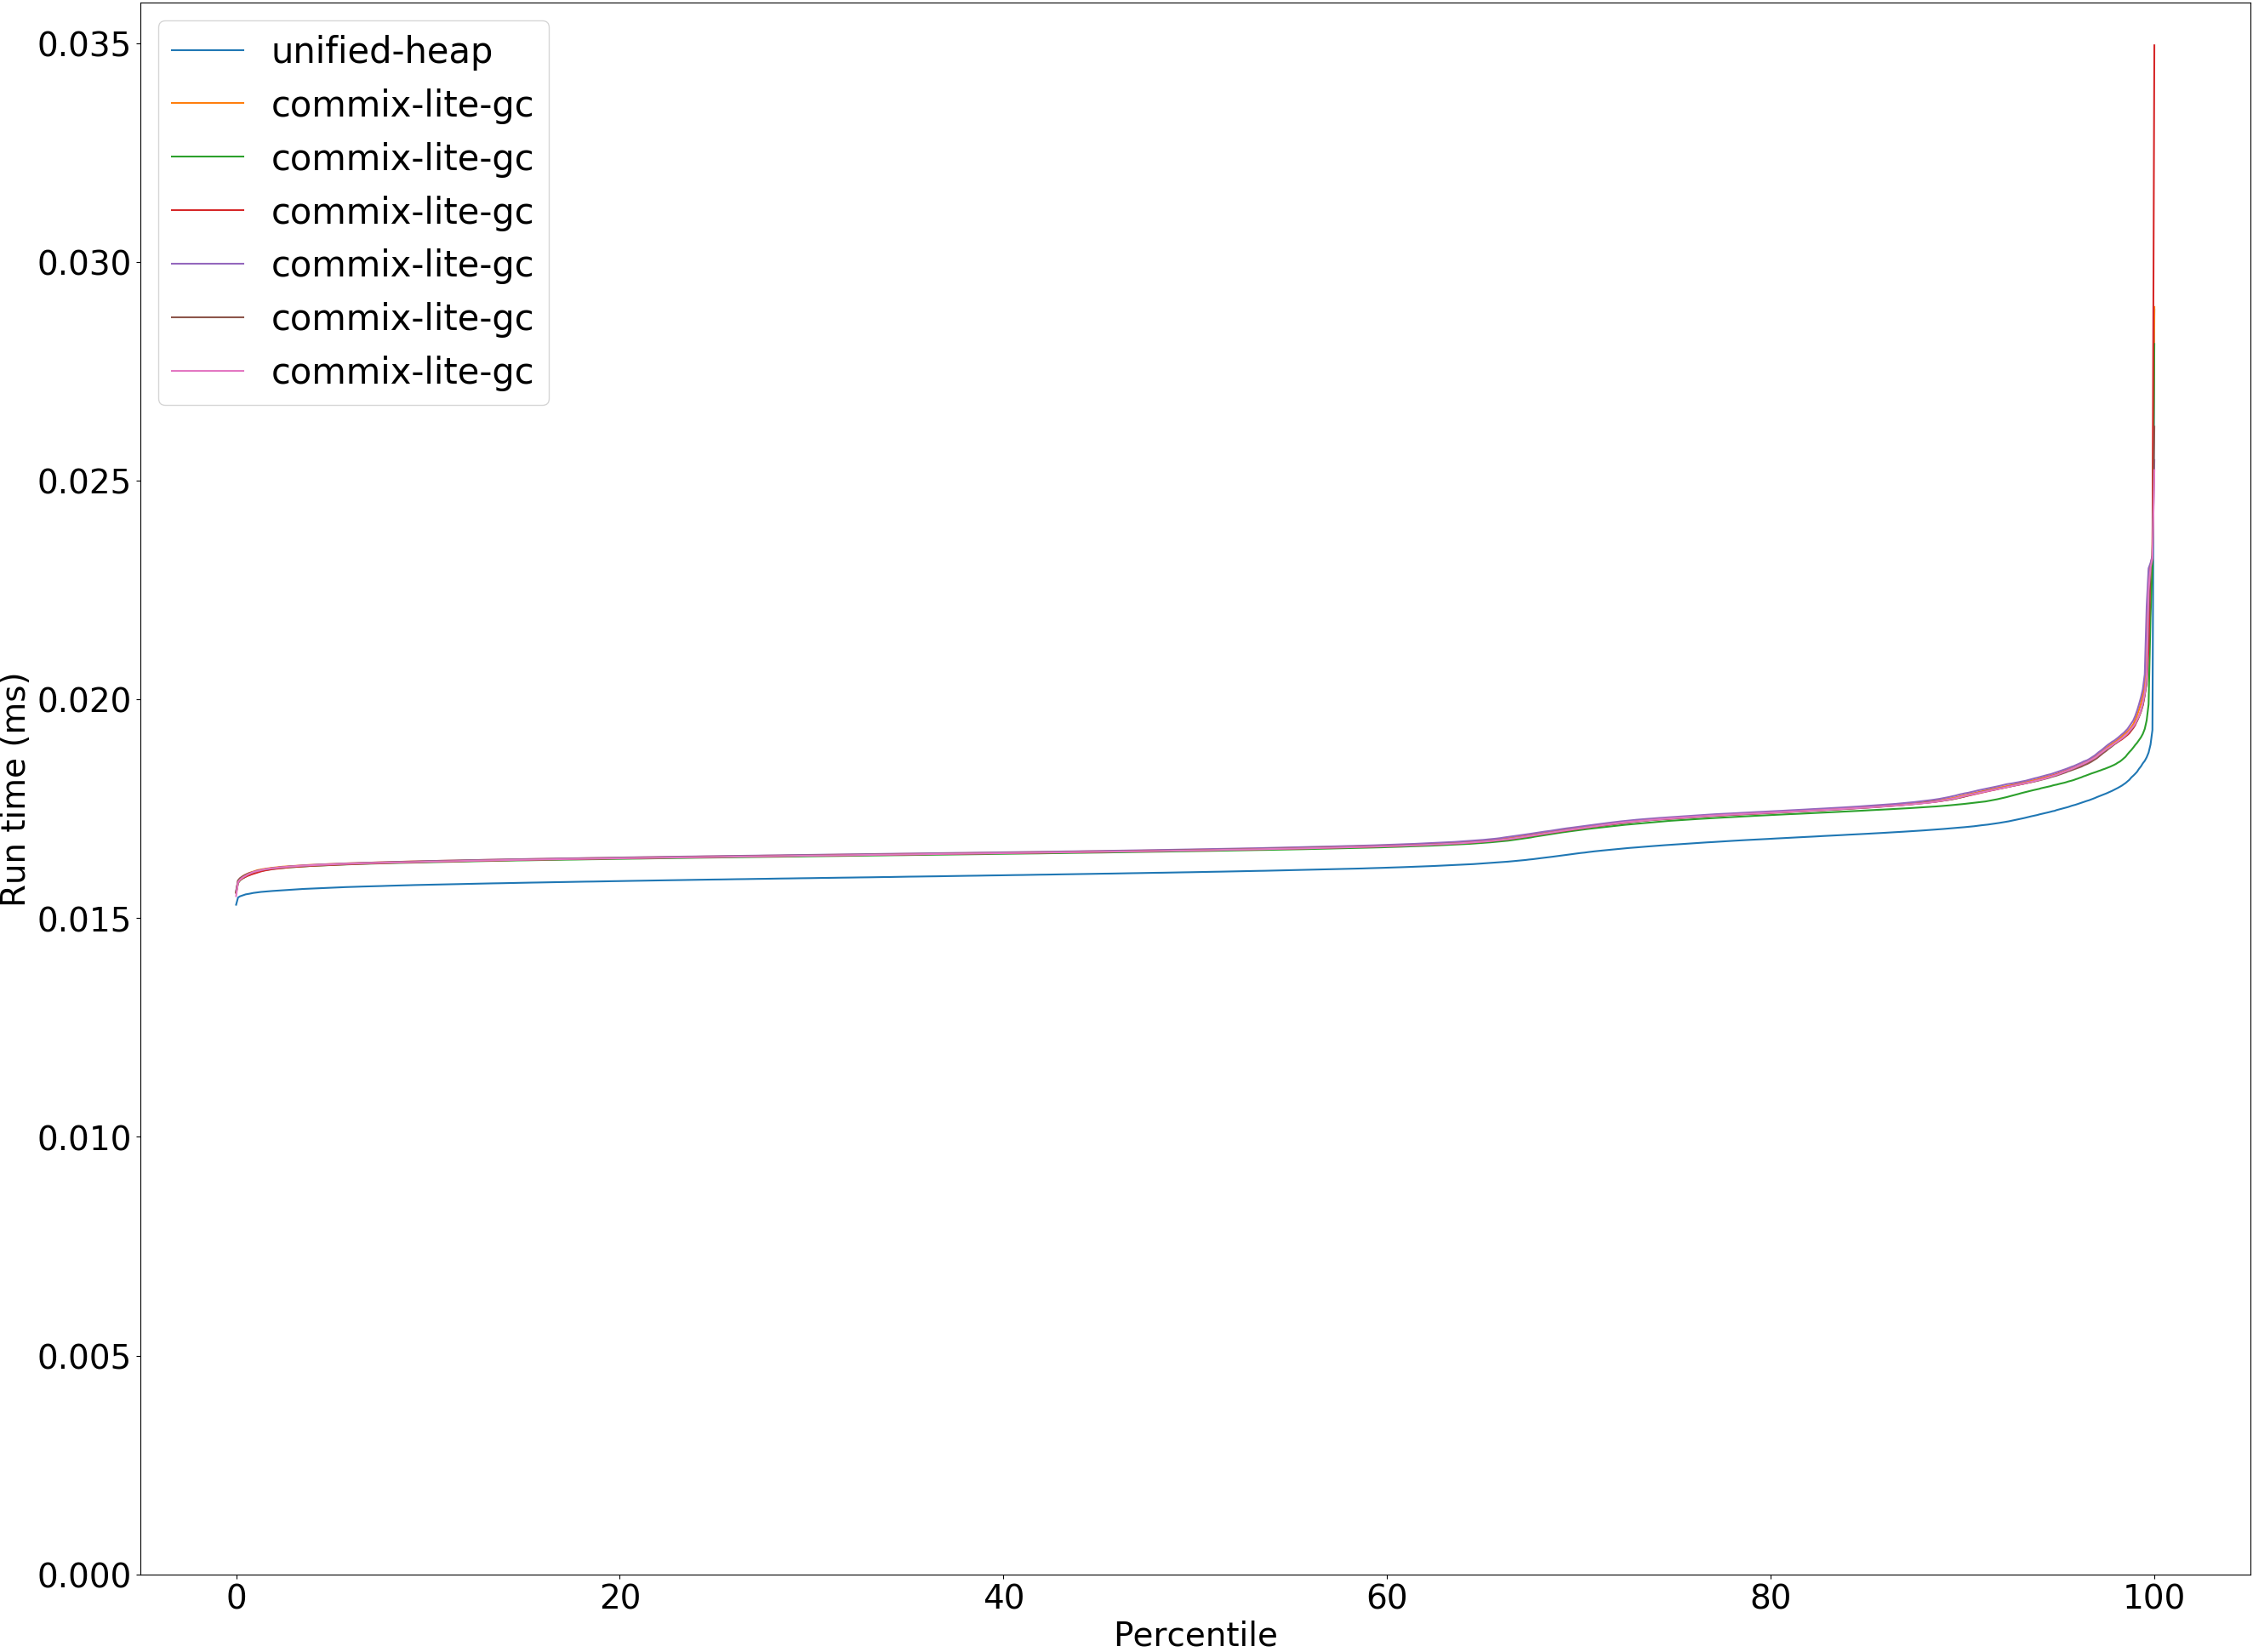 unified-heap
commix-lite-gc
commix-lite-gc
commix-lite-gc
commix-lite-gc
commix-lite-gc
commix-lite-gc
Run time (ms)
0.035
0.030
0.025
0.020
0.015
0.010
0.005
0.000
0 20 40 60 80 100
Percentile